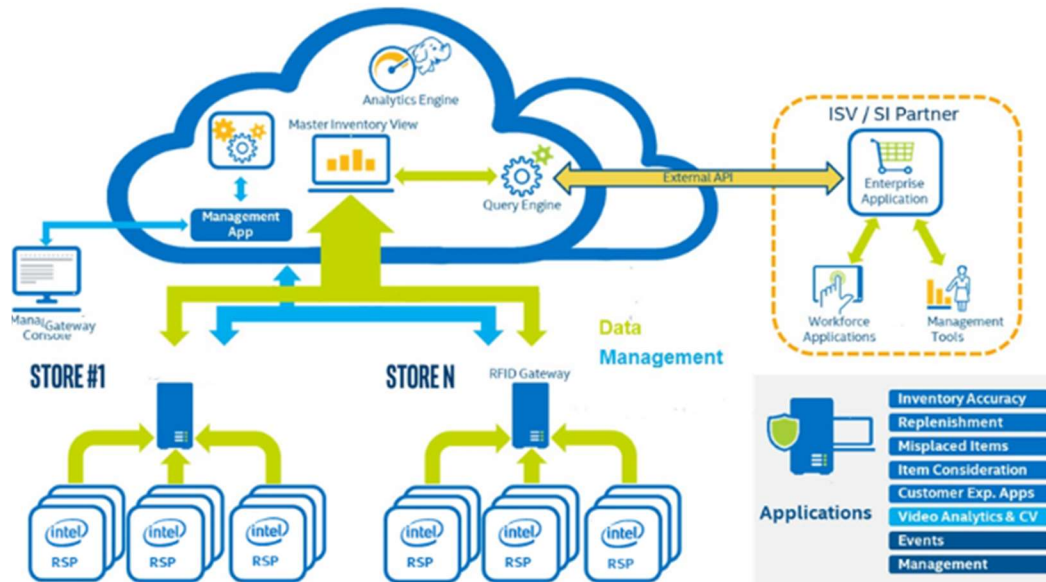 Analytics Engine
Master Inventory View
Management
App
Query Engine
External API
ISV / SI Partner
Enterprise
Application
Workforce
Applications
Management
Tools
Gateway
Console
Data
Management
STORE #1
STORE N
RFID Gateway
intel
RSP
intel
RSP
intel
RSP
intel
RSP
intel
RSP
intel
RSP
Applications
Inventory Accuracy
Replenishment
Misplaced Items
Item Consideration
Customer Exp. Apps
Video Analytics & CV
Events
Management